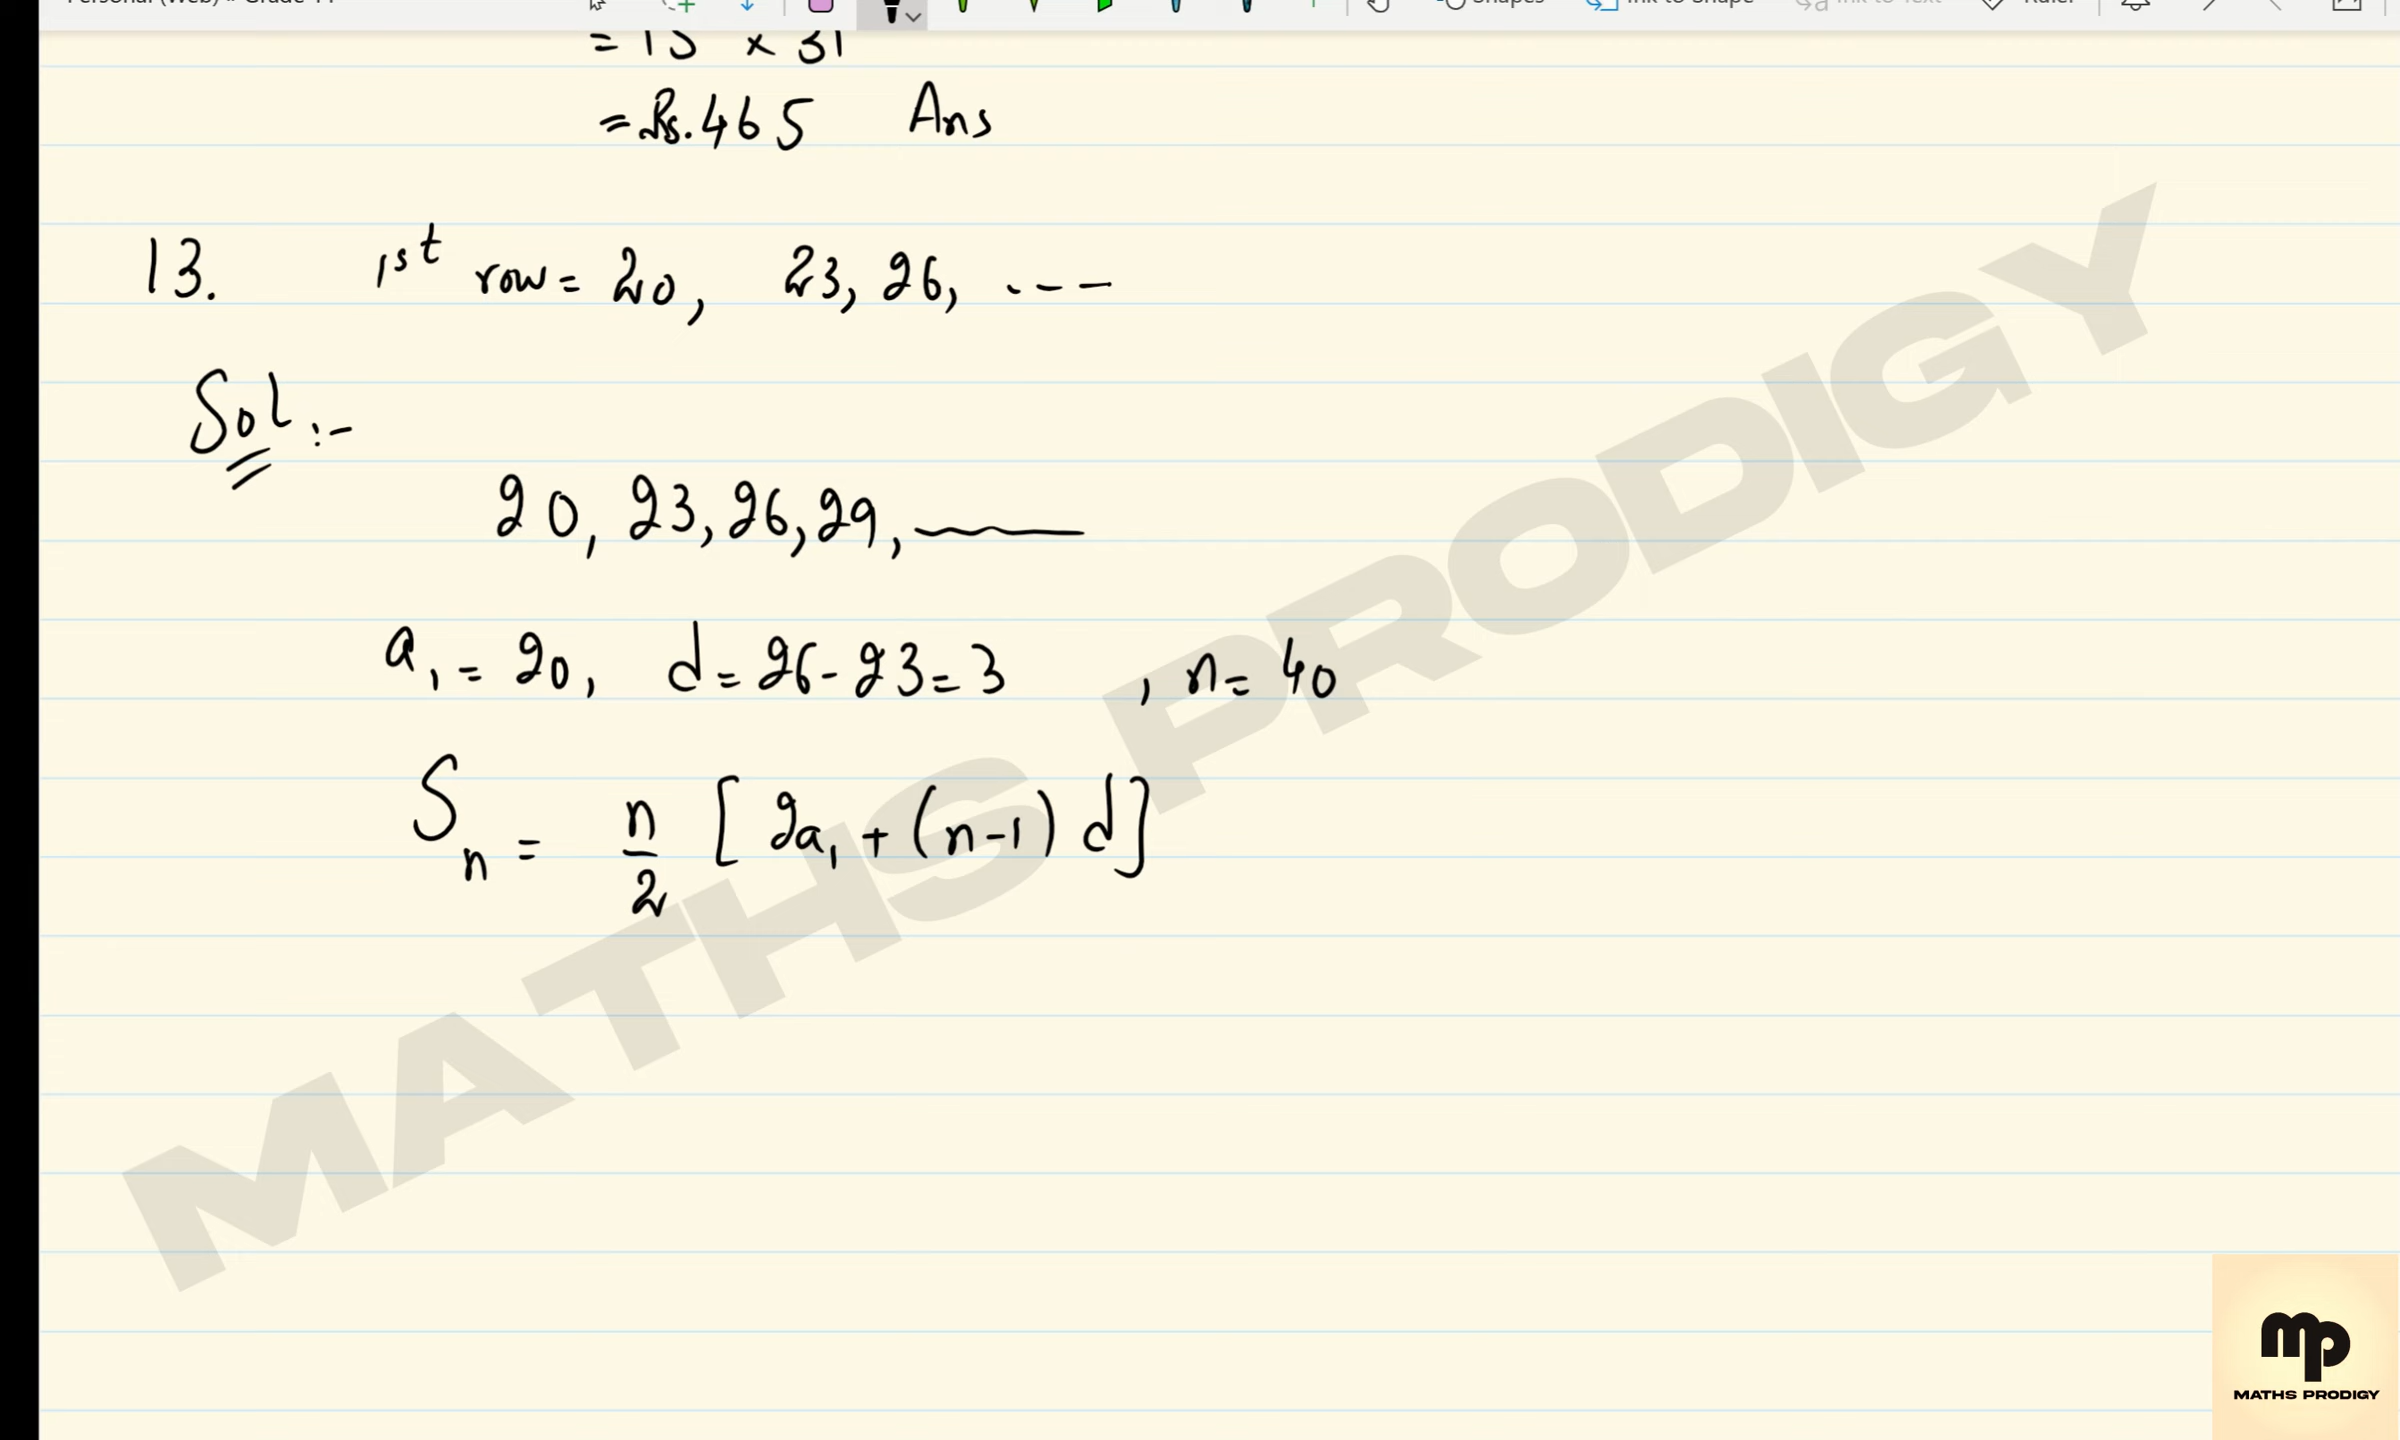 = 15 × 31
= Rs.465 Ans
13. 1st row = 20, 23, 26, ----
Sol :-
20, 23, 26, 29,
a₁ = 20, d = 26 - 23 = 3 , n = 40
Sₙ = n/2 [ 2a₁ + (n-1) d ]
MATHS PRODIGY
mp
MATHS PRODIGY